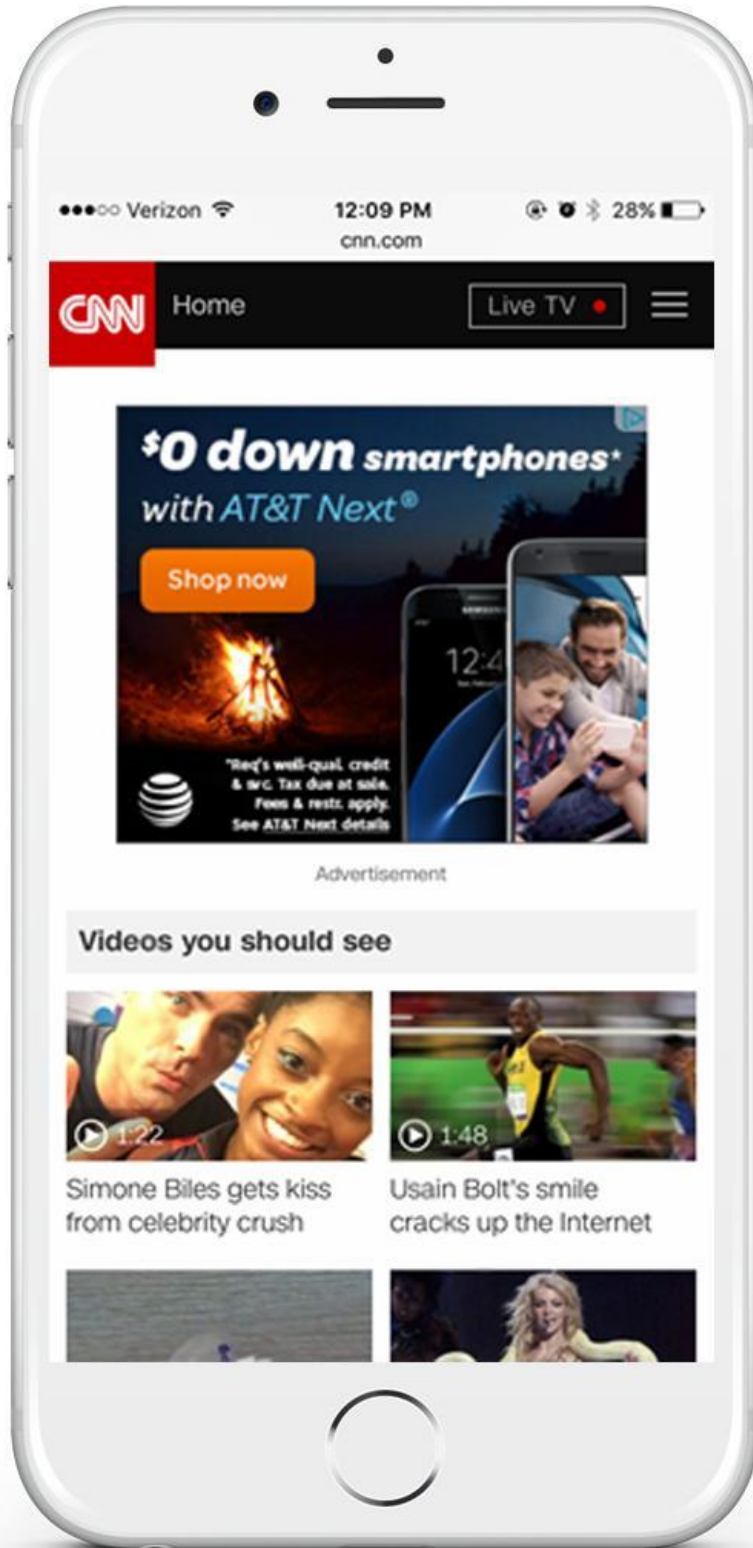 Verizon 12:09 PM 28%
cnn.com
CNN Home Live TV
$0 down smartphones*
with AT&T Next®
Shop now
SAMSUNG
12:4
*Req's well-qual. credit
& svc. Tax due at sale.
Fees & restr. apply.
See AT&T Next details
Advertisement
Videos you should see
1:22 1:48
Simone Biles gets kiss Usain Bolt's smile
from celebrity crush cracks up the Internet